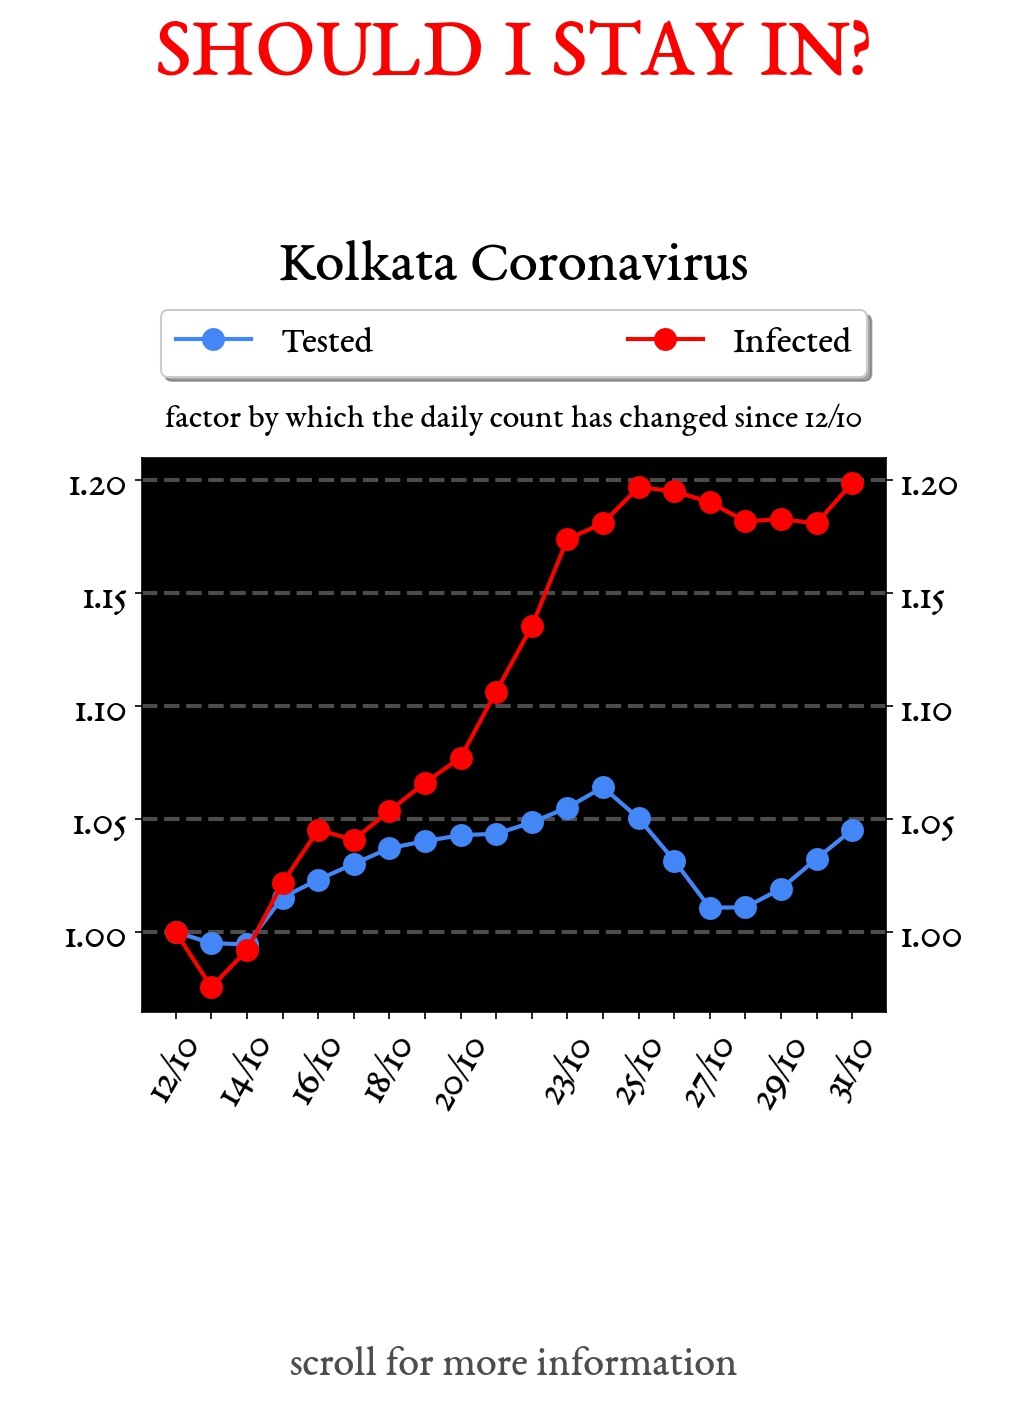 SHOULD I STAY IN?
Kolkata Coronavirus
Tested Infected
factor by which the daily count has changed since 12/10
1.20 1.20
1.15 1.15
1.10 1.10
1.05 1.05
1.00 1.00
12/10 14/10 16/10 18/10 20/10 23/10 25/10 27/10 29/10 31/10
scroll for more information